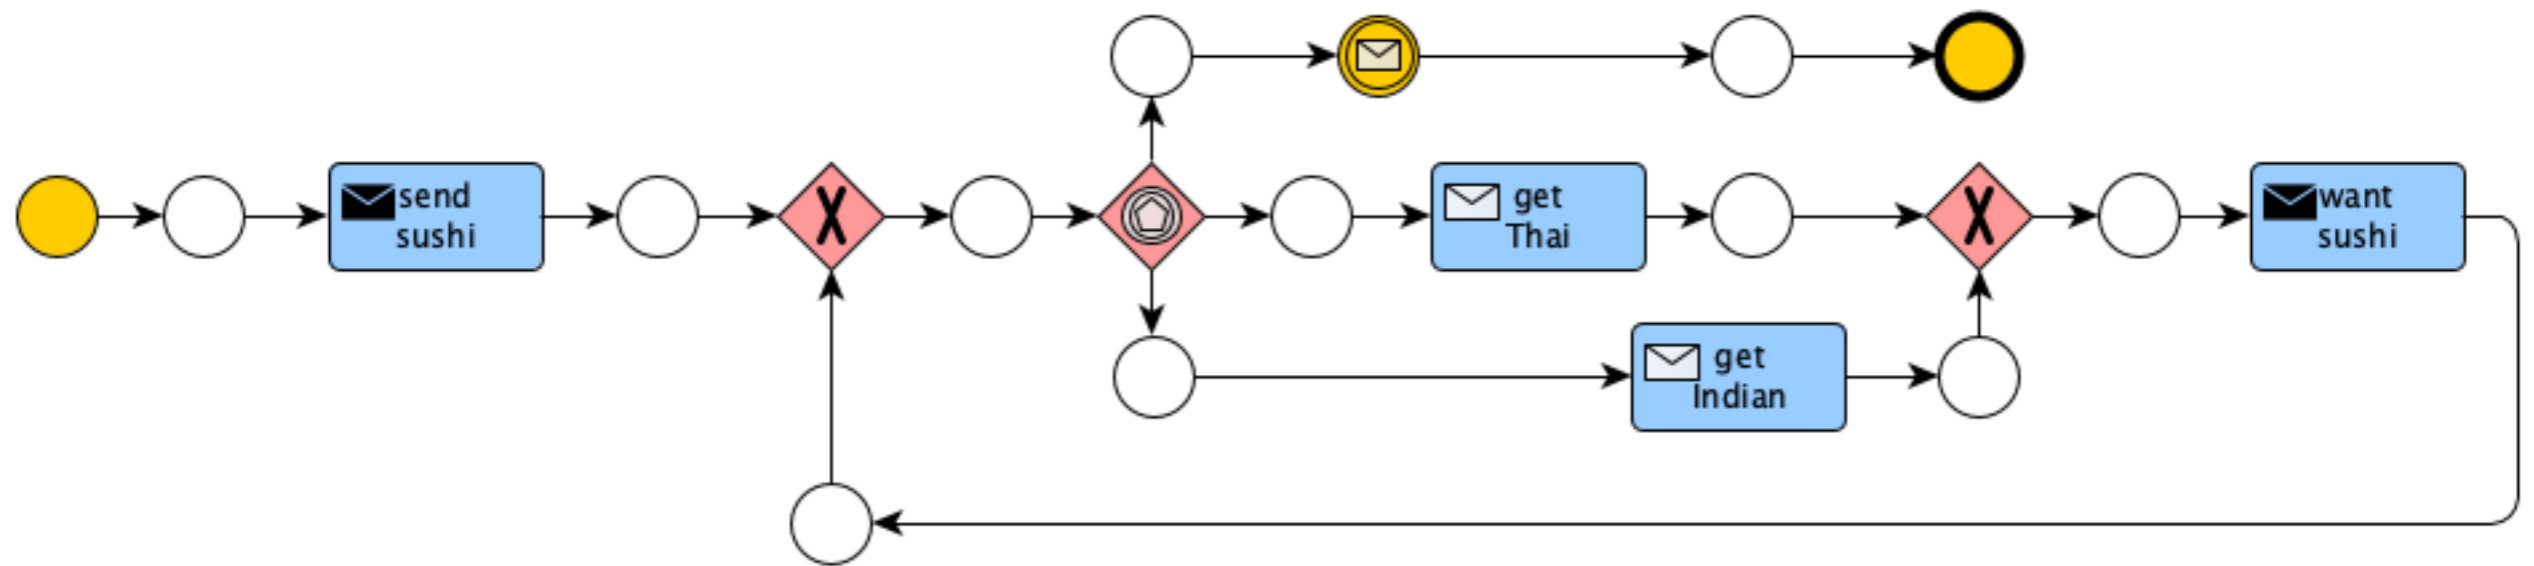 send
sushi
get
Thai
want
sushi
get
Indian